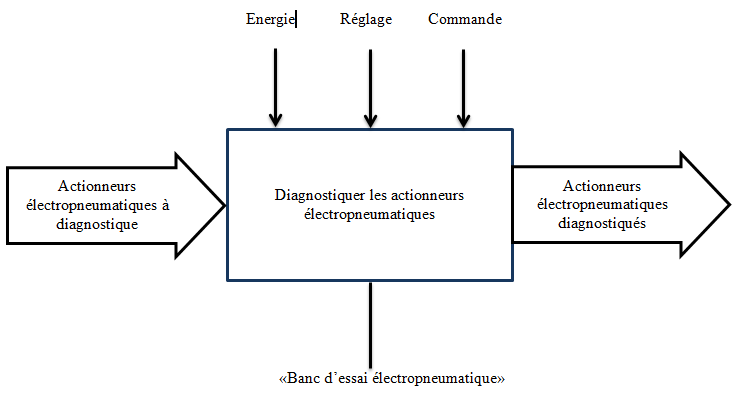 Energie
Réglage
Commande
Actionneurs
électropneumatiques à
diagnostique
Diagnostiquer les actionneurs
électropneumatiques
Actionneurs
électropneumatiques
diagnostiqués
«Banc d’essai électropneumatique»